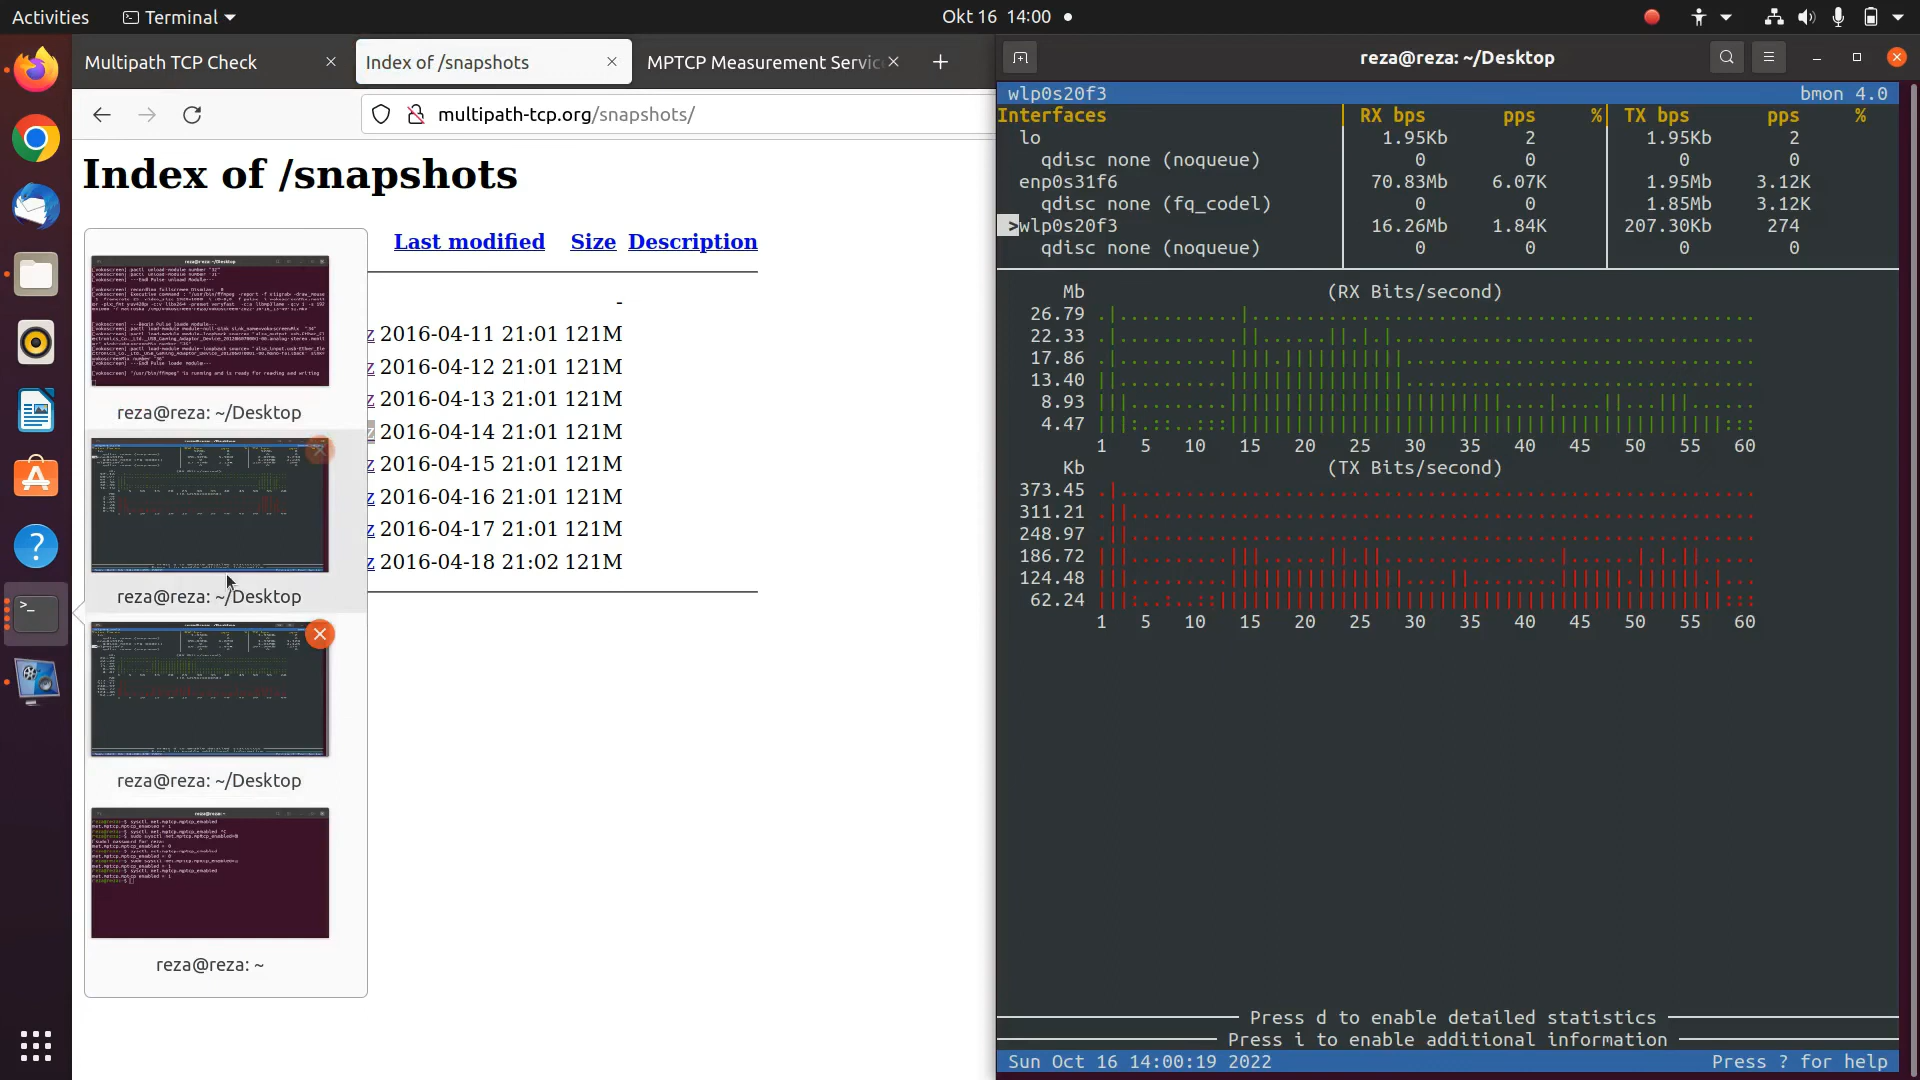 Activities
Terminal
Okt 16 14:00
Multipath TCP Check
Index of /snapshots
MPTCP Measurement Servic
multipath-tcp.org/snapshots/
Index of /snapshots
Last modified Size Description
-
z 2016-04-11 21:01 121M
z 2016-04-12 21:01 121M
z 2016-04-13 21:01 121M
z 2016-04-14 21:01 121M
z 2016-04-15 21:01 121M
z 2016-04-16 21:01 121M
z 2016-04-17 21:01 121M
z 2016-04-18 21:02 121M
reza@reza: ~/Desktop
reza@reza: ~/Desktop
reza@reza: ~/Desktop
reza@reza: ~
reza@reza: ~/Desktop
wlp0s20f3 bmon 4.0
Interfaces RX bps pps % TX bps pps %
lo 1.95Kb 2 1.95Kb 2
qdisc none (noqueue) 0 0 0 0
enp0s31f6 70.83Mb 6.07K 1.95Mb 3.12K
qdisc none (fq_codel) 0 0 1.85Mb 3.12K
>wlp0s20f3 16.26Mb 1.84K 207.30Kb 274
qdisc none (noqueue) 0 0 0 0
Mb (RX Bits/second)
26.79
22.33
17.86
13.40
8.93
4.47
1 5 10 15 20 25 30 35 40 45 50 55 60
Kb (TX Bits/second)
373.45
311.21
248.97
186.72
124.48
62.24
1 5 10 15 20 25 30 35 40 45 50 55 60
Press d to enable detailed statistics
Press i to enable additional information
Sun Oct 16 14:00:19 2022 Press ? for help